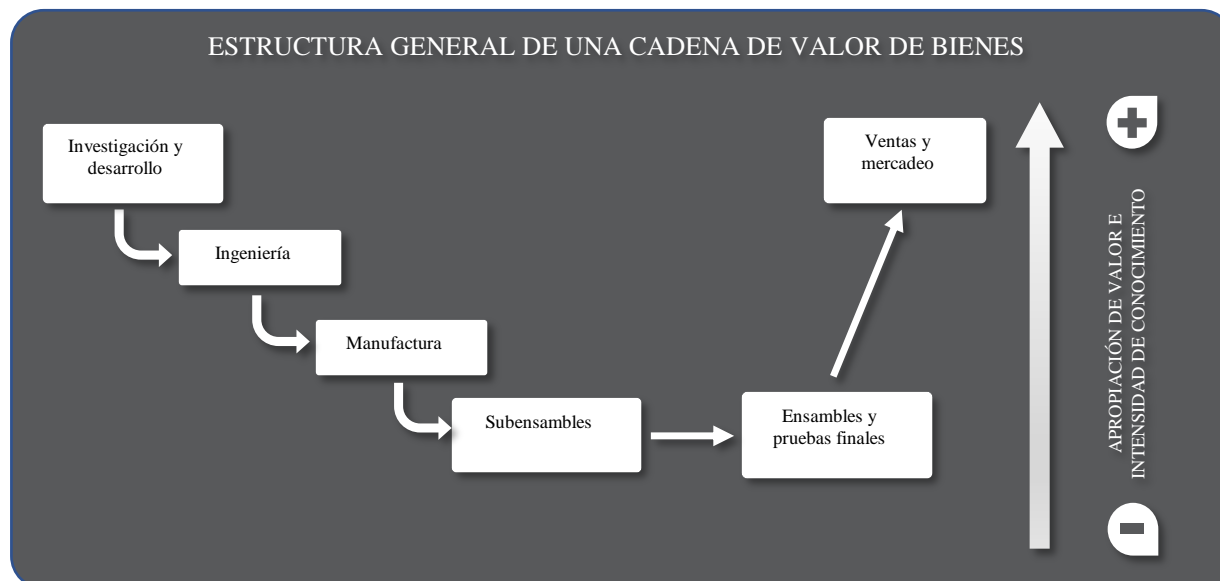 ESTRUCTURA GENERAL DE UNA CADENA DE VALOR DE BIENES
Investigación y
desarrollo
Ingeniería
Manufactura
Subensambles
Ensambles y
pruebas finales
Ventas y
mercadeo
APROPIACIÓN DE VALOR E
INTENSIDAD DE CONOCIMIENTO